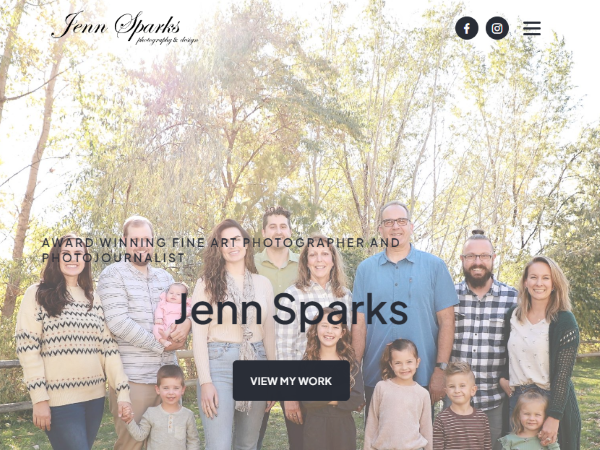 Jenn Sparks
photography & design
AWARD WINNING FINE ART PHOTOGRAPHER AND
PHOTOJOURNALIST
Jenn Sparks
VIEW MY WORK